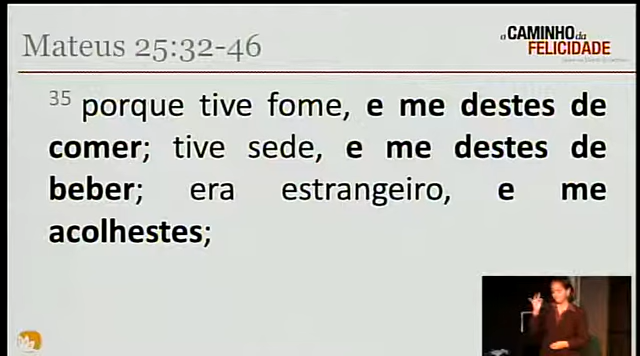 Mateus 25:32-46
o CAMINHO da
FELICIDADE
35 porque tive fome, e me destes de
comer; tive sede, e me destes de
beber; era estrangeiro, e me
acolhestes;